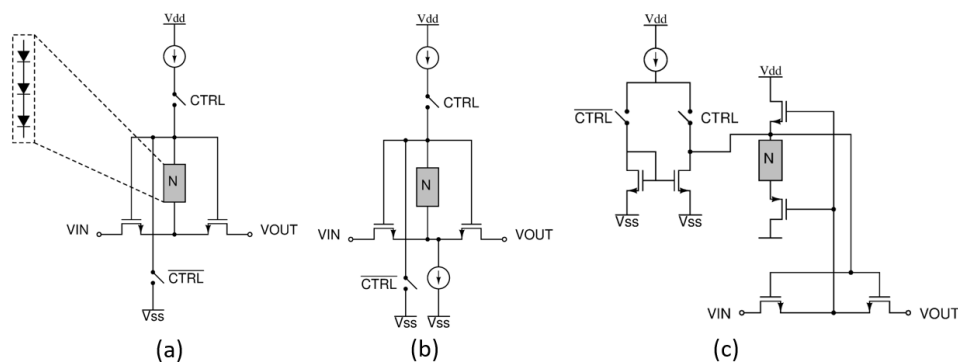 Vdd
Vdd
CTRL
N
VIN
VOUT
CTRL
Vss
(a)
CTRL
N
VIN
VOUT
CTRL
Vss
Vss
(b)
Vdd
Vdd
CTRL
CTRL
N
Vss
Vss
VIN
VOUT
(c)